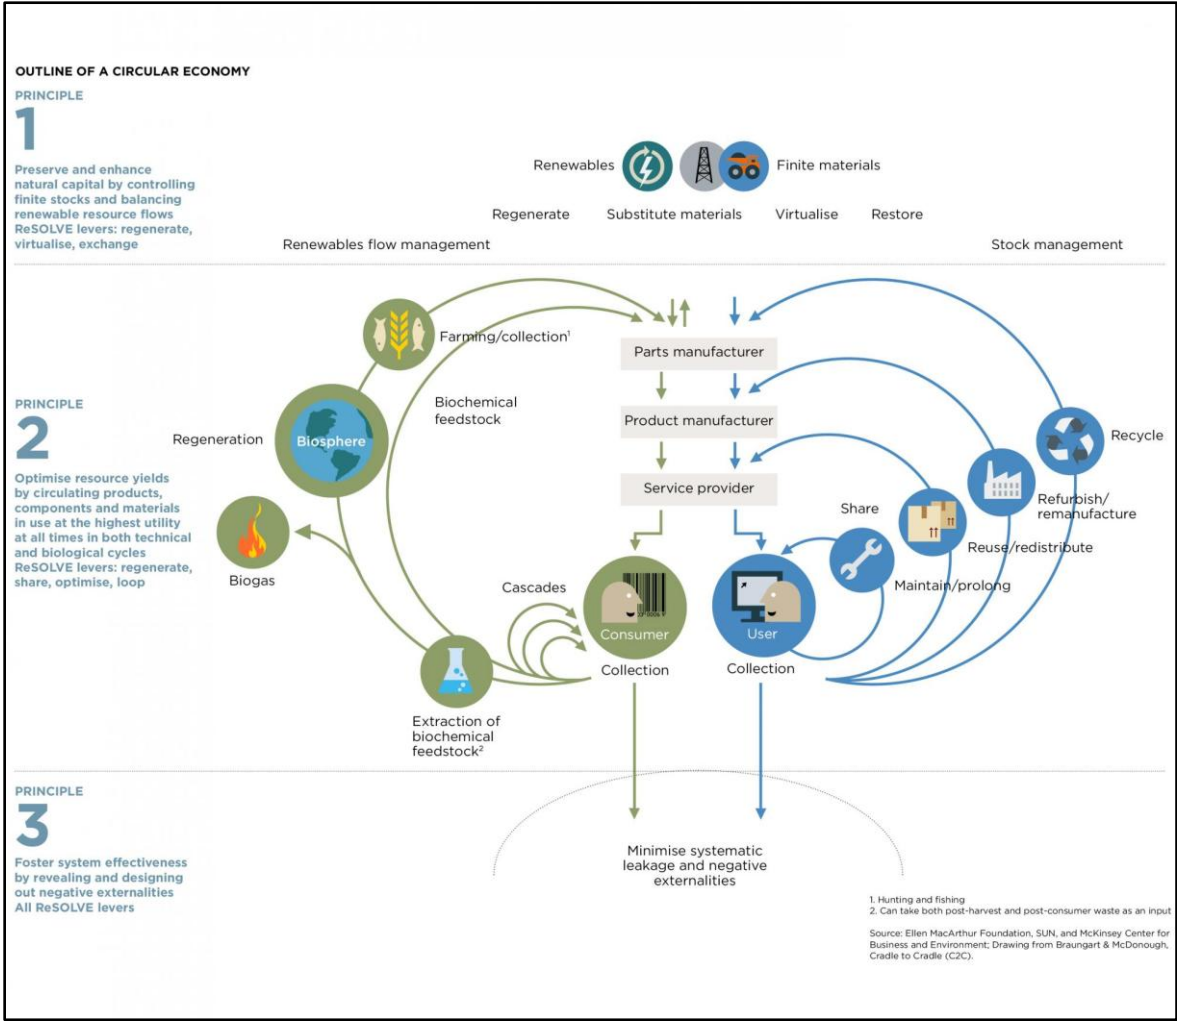 OUTLINE OF A CIRCULAR ECONOMY
PRINCIPLE
1
Preserve and enhance
natural capital by controlling
finite stocks and balancing
renewable resource flows
ReSOLVE levers: regenerate,
virtualise, exchange
Renewables
Finite materials
Regenerate
Substitute materials
Virtualise
Restore
Renewables flow management
Stock management
PRINCIPLE
2
Optimise resource yields
by circulating products,
components and materials
in use at the highest utility
at all times in both technical
and biological cycles
ReSOLVE levers: regenerate,
share, optimise, loop
Farming/collection¹
Biochemical
feedstock
Regeneration
Biosphere
Biogas
Cascades
Extraction of
biochemical
feedstock²
Parts manufacturer
Product manufacturer
Service provider
Consumer
Collection
User
Collection
Share
Maintain/prolong
Reuse/redistribute
Refurbish/
remanufacture
Recycle
PRINCIPLE
3
Foster system effectiveness
by revealing and designing
out negative externalities
All ReSOLVE levers
Minimise systematic
leakage and negative
externalities
1. Hunting and fishing
2. Can take both post-harvest and post-consumer waste as an input
Source: Ellen MacArthur Foundation, SUN, and McKinsey Center for
Business and Environment; Drawing from Braungart & McDonough,
Cradle to Cradle (C2C).